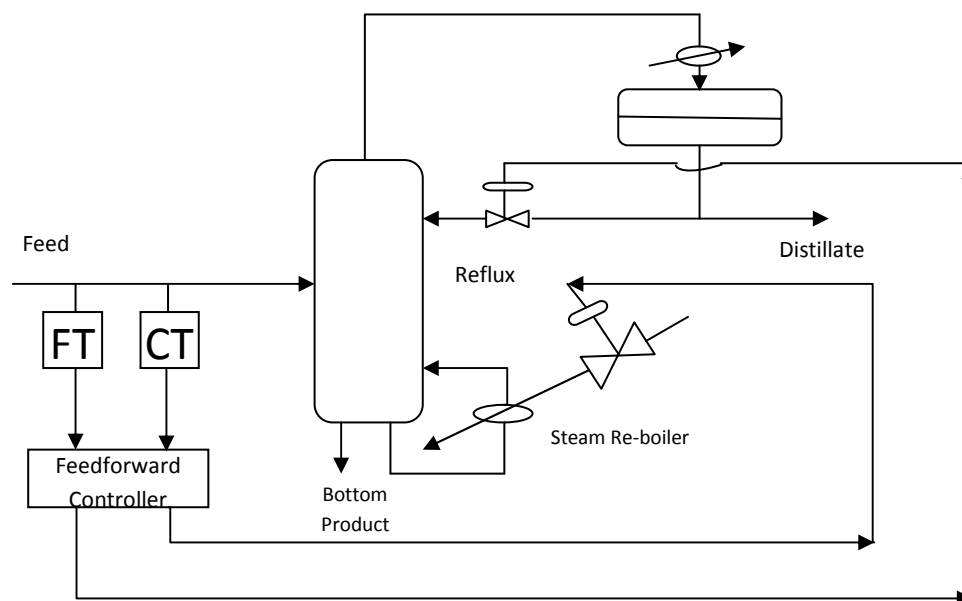 Feed
Distillate
Reflux
FT
CT
Steam Re-boiler
Feedforward
Controller
Bottom
Product